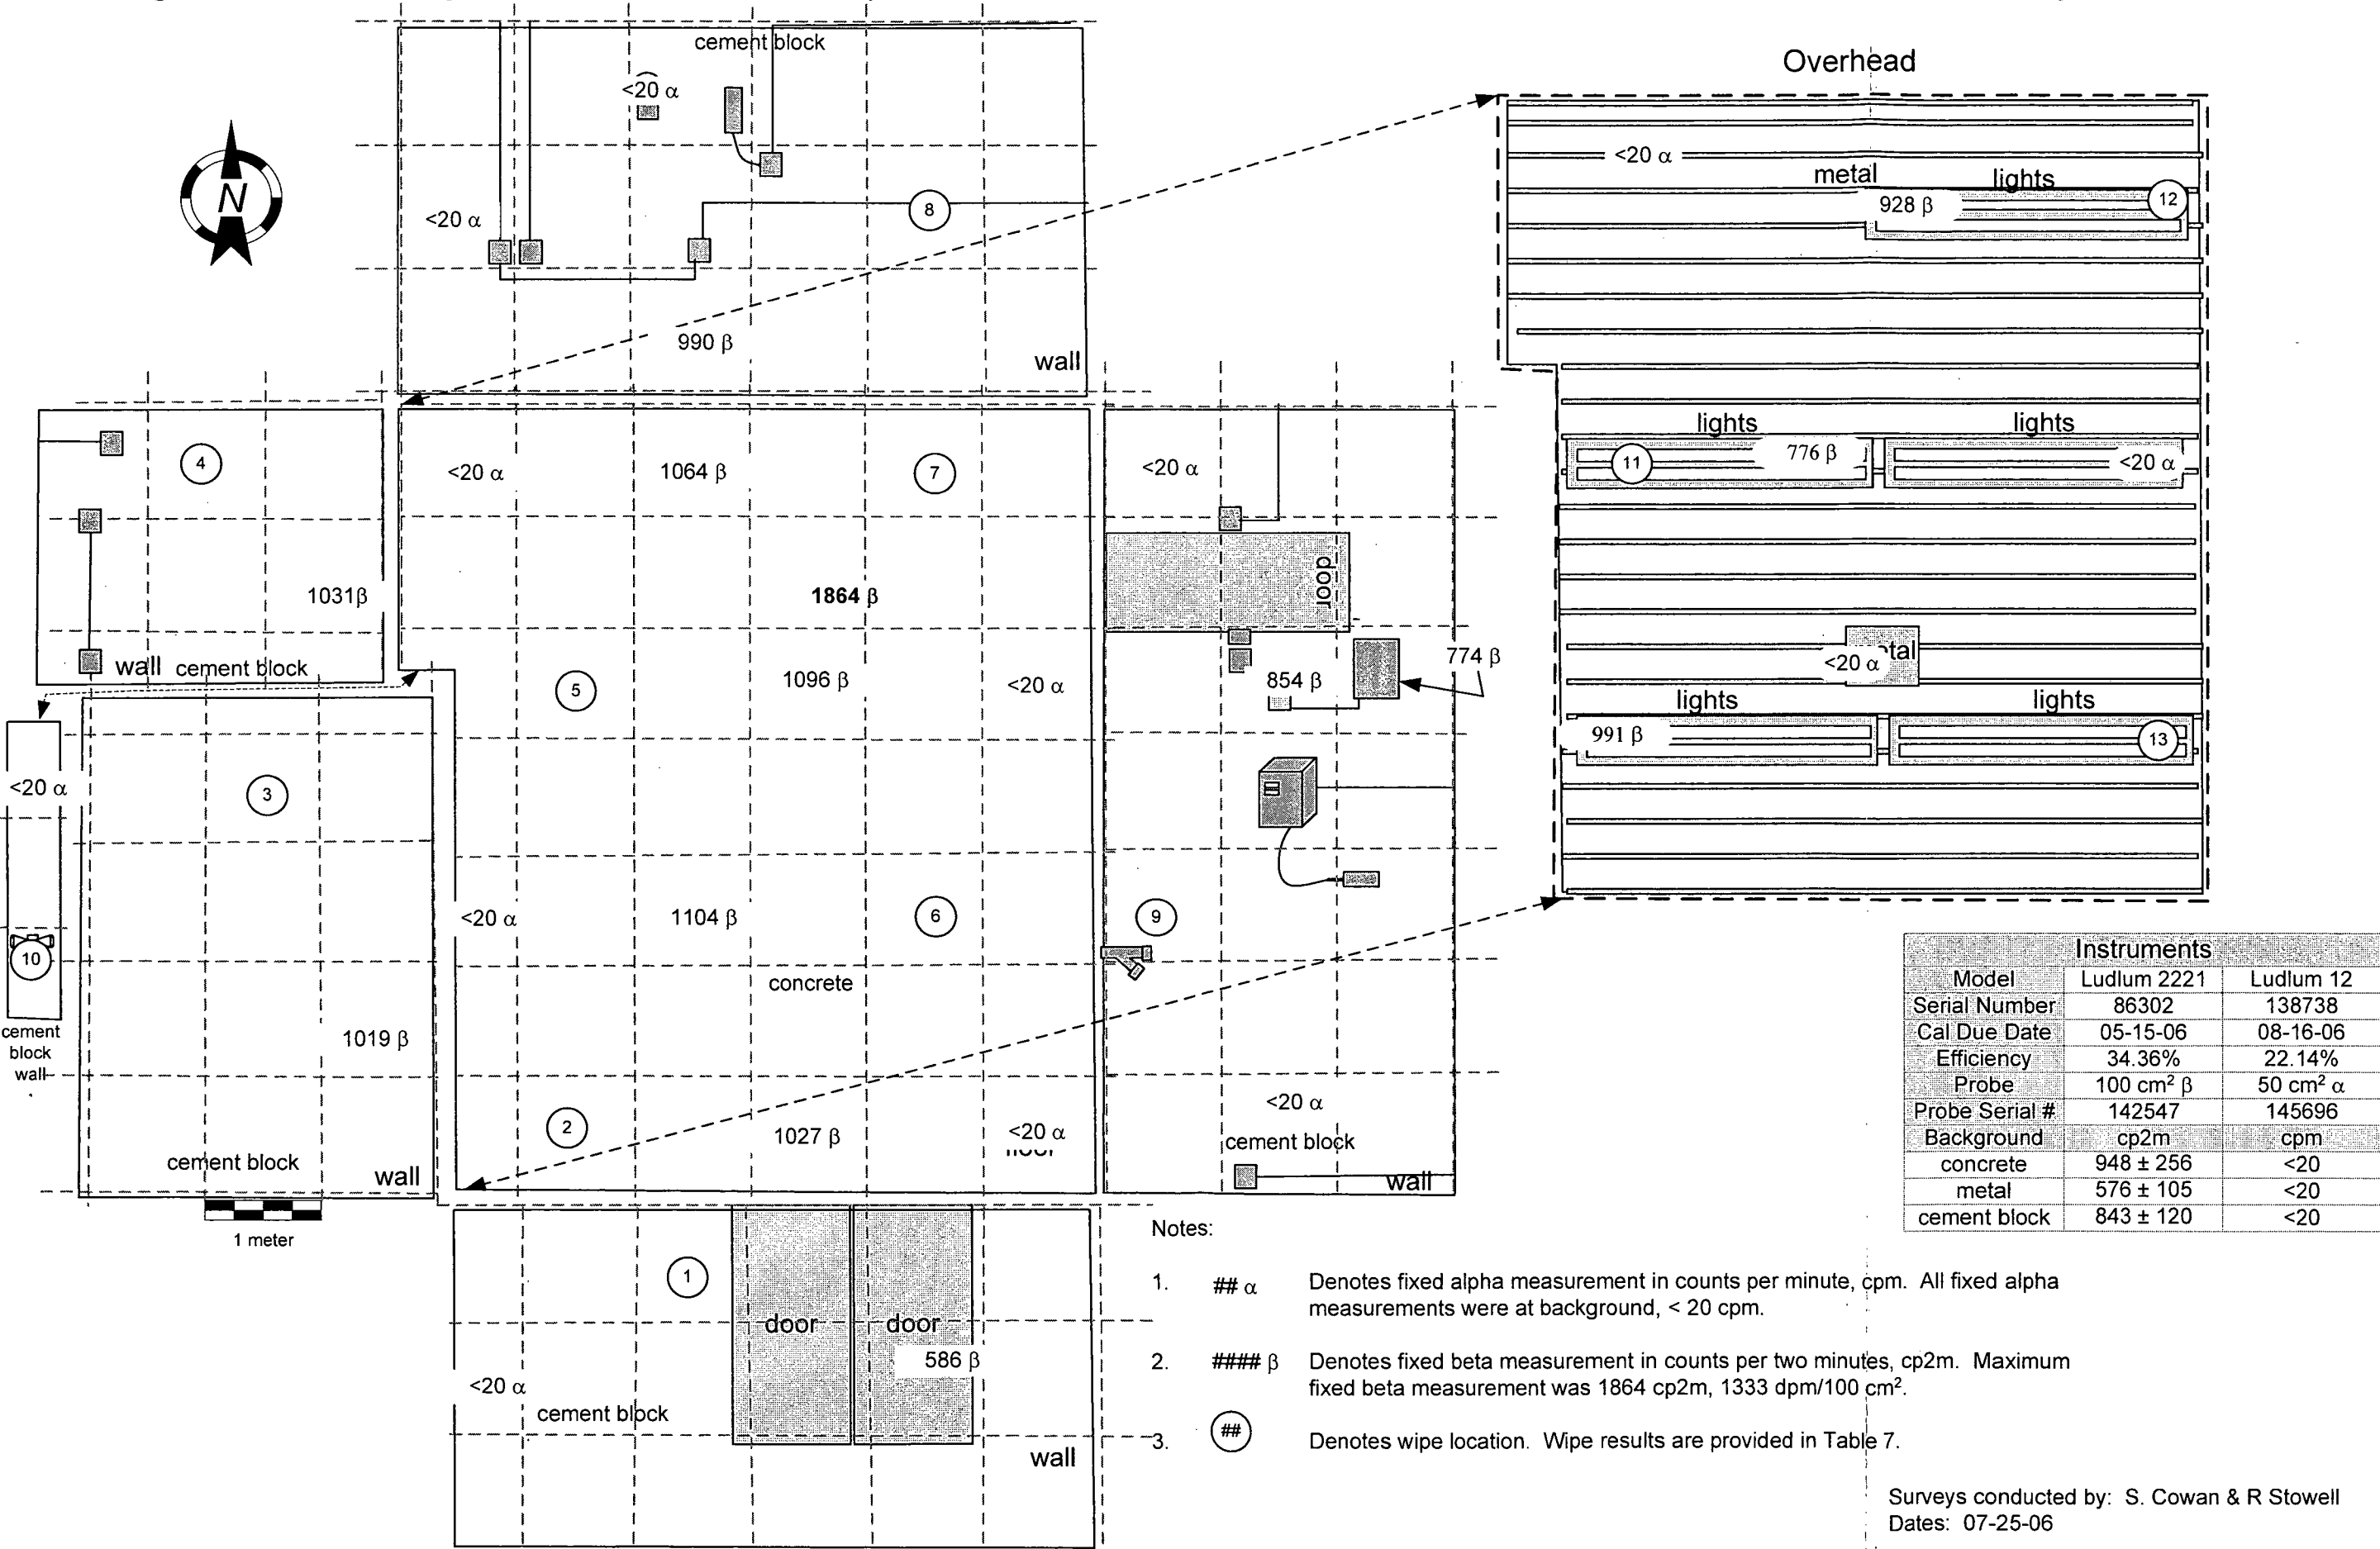 cement block
<20 α
<20 α
8
990 β
wall
N
Overhead
<20 α
metal
lights
12
928 β
lights
lights
11
776 β
<20 α
<20 α
lights
lights
991 β
13
4
1031β
wall cement block
<20 α
3
10
cement
block
wall
1019 β
cement block
wall
1 meter
<20 α
1064 β
7
1864 β
5
1096 β
<20 α
<20 α
1104 β
6
concrete
2
1027 β
<20 α
<20 α
door
774 β
854 β
9
<20 α
cement block
wall
1
door
door
586 β
<20 α
cement block
wall
Instruments
Model Ludlum 2221 Ludlum 12
Serial Number 86302 138738
Cal Due Date 05-15-06 08-16-06
Efficiency 34.36% 22.14%
Probe 100 cm² β 50 cm² α
Probe Serial # 142547 145696
Background cp2m cpm
concrete 948 ± 256 <20
metal 576 ± 105 <20
cement block 843 ± 120 <20
Notes:
1. ## α Denotes fixed alpha measurement in counts per minute, cpm. All fixed alpha
measurements were at background, < 20 cpm.
2. #### β Denotes fixed beta measurement in counts per two minutes, cp2m. Maximum
fixed beta measurement was 1864 cp2m, 1333 dpm/100 cm².
3. ## Denotes wipe location. Wipe results are provided in Table 7.
Surveys conducted by: S. Cowan & R Stowell
Dates: 07-25-06